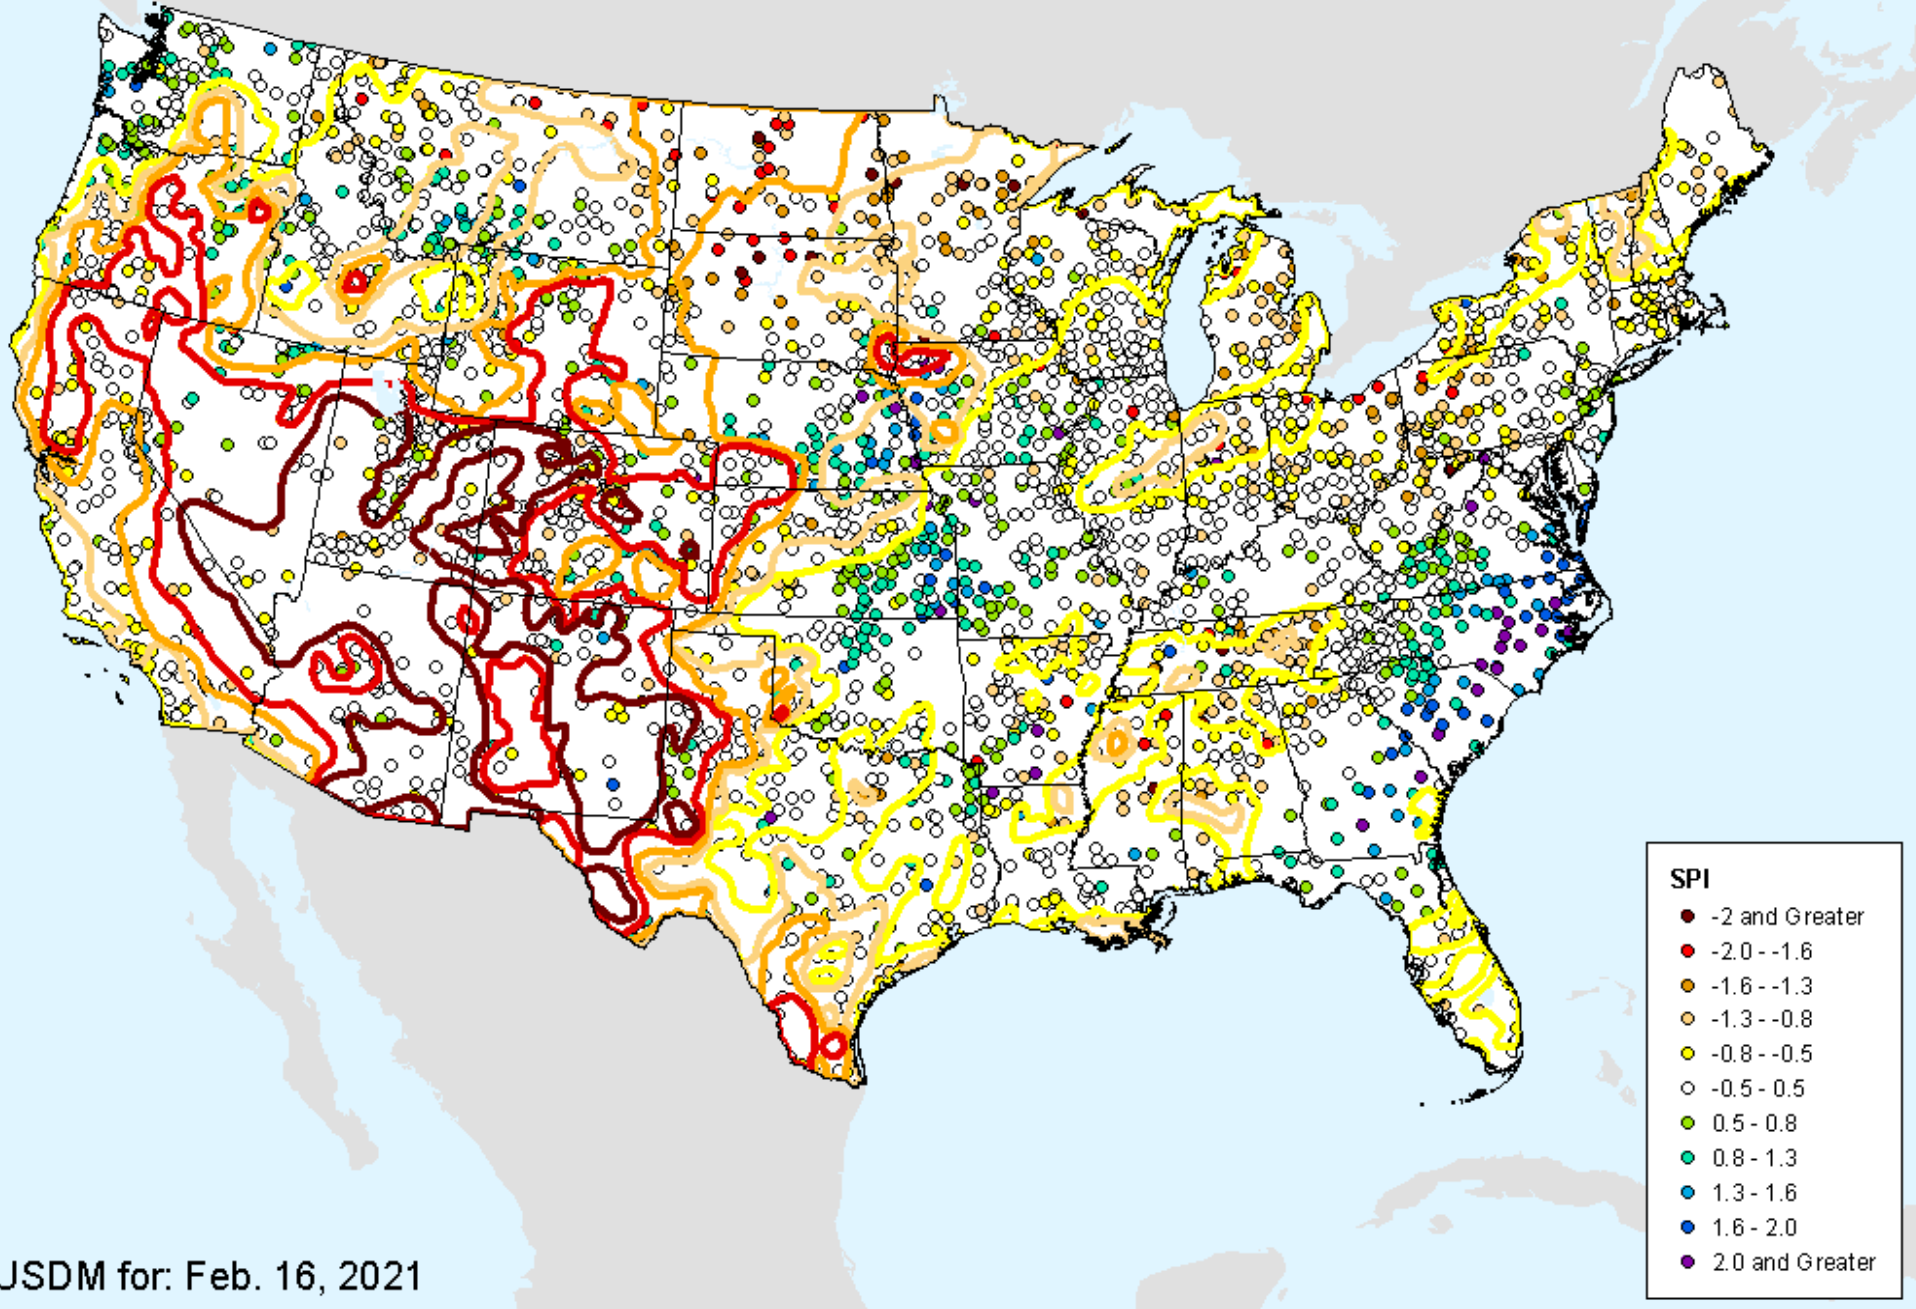 SPI
-2 and Greater
-2.0 - -1.6
-1.6 - -1.3
-1.3 - -0.8
-0.8 - -0.5
-0.5 - 0.5
0.5 - 0.8
0.8 - 1.3
1.3 - 1.6
1.6 - 2.0
2.0 and Greater
USDM for: Feb. 16, 2021